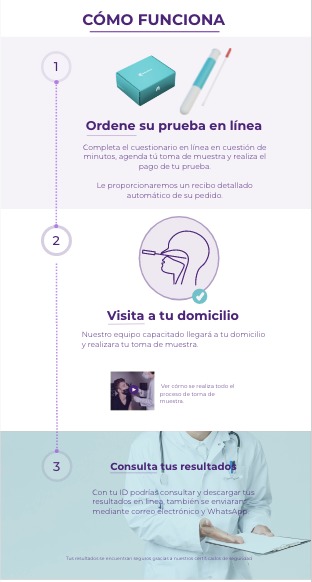 CÓMO FUNCIONA
1
Ordene su prueba en línea
Completa el cuestionario en línea en cuestión de
minutos, agenda tú toma de muestra y realiza el
pago de tu prueba.
Le proporcionaremos un recibo detallado
automático de su pedido.
2
Visita a tu domicilio
Nuestro equipo capacitado llegará a tu domicilio
y realizara tu toma de muestra.
Ver cómo se realiza todo el
proceso de toma de
muestra.
3
Consulta tus resultados
Con tu ID podrías consultar y descargar tus
resultados en línea, también se enviaran
mediante correo electrónico y WhatsApp
Tus resultados se encuentran seguros gracias a nuestros certificados de seguridad